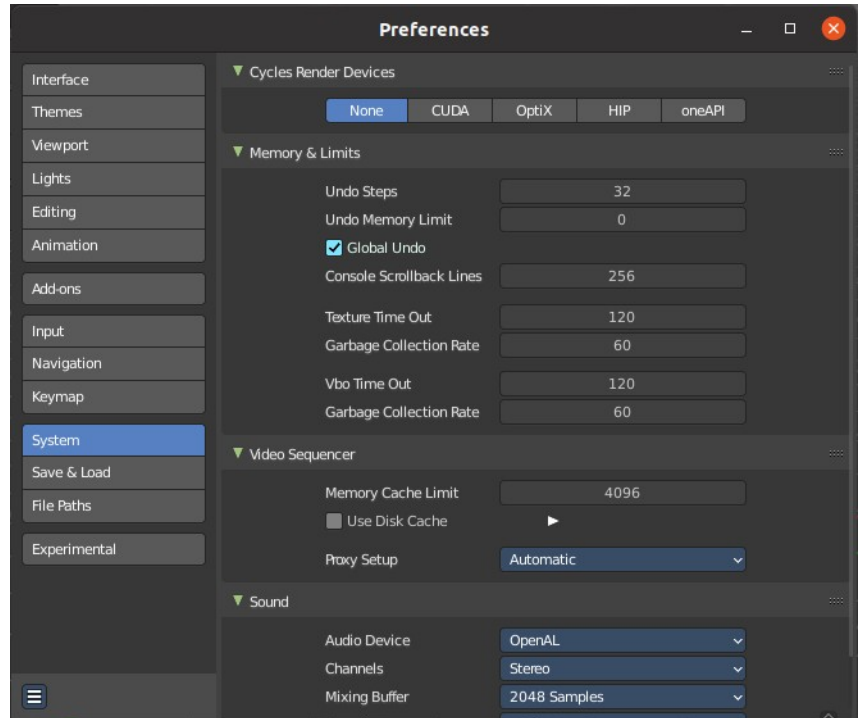 Preferences
Interface
Themes
Viewport
Lights
Editing
Animation
Add-ons
Input
Navigation
Keymap
System
Save & Load
File Paths
Experimental
Cycles Render Devices
None CUDA OptiX HIP oneAPI
Memory & Limits
Undo Steps 32
Undo Memory Limit 0
Global Undo
Console Scrollback Lines 256
Texture Time Out 120
Garbage Collection Rate 60
Vbo Time Out 120
Garbage Collection Rate 60
Video Sequencer
Memory Cache Limit 4096
Use Disk Cache
Proxy Setup Automatic
Sound
Audio Device OpenAL
Channels Stereo
Mixing Buffer 2048 Samples